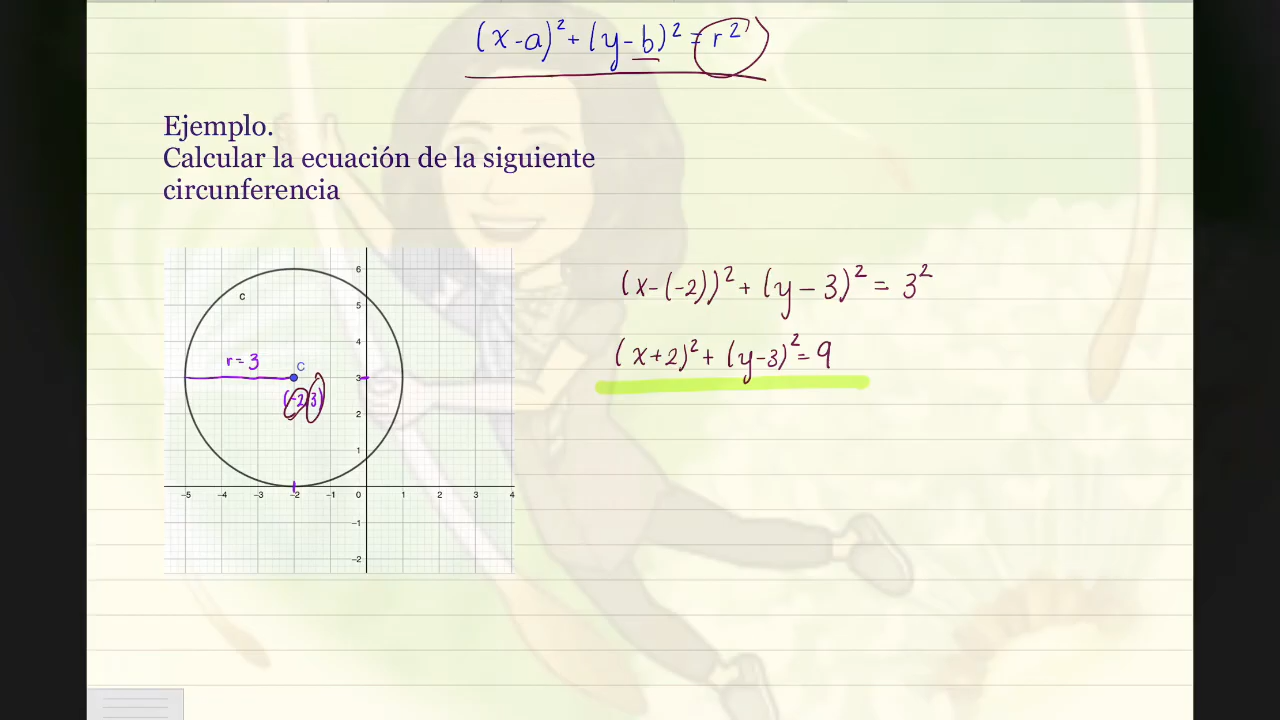 (x-a)² + (y-b)² = r²
Ejemplo.
Calcular la ecuación de la siguiente
circunferencia
(x-(-2))² + (y-3)² = 3²
(x+2)² + (y-3)² = 9
6
c
5
4
r = 3
C
3
(-2,3)
2
1
-5 -4 -3 -2 -1 0 1 2 3 4
-1
-2